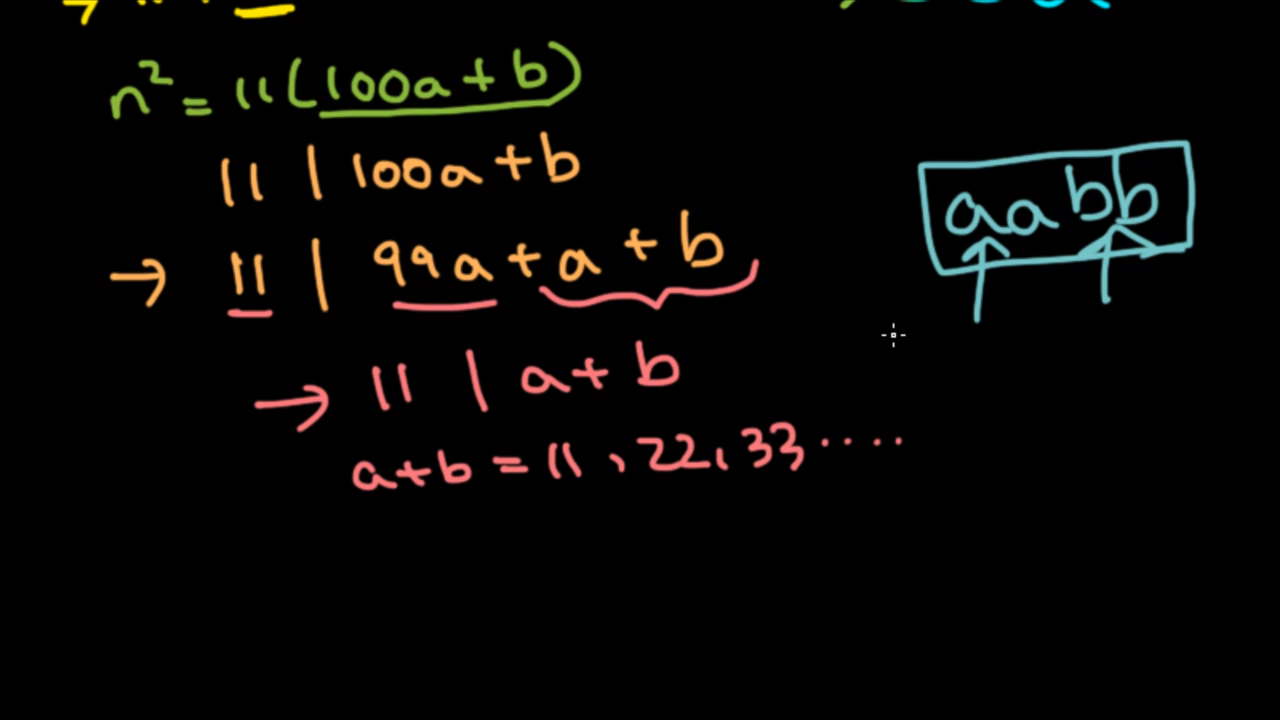 n² = 11(100a + b)
11 | 100a + b
aabb
→ 11 | 99a + a + b
→ 11 | a + b
a+b = 11, 22, 33 ....